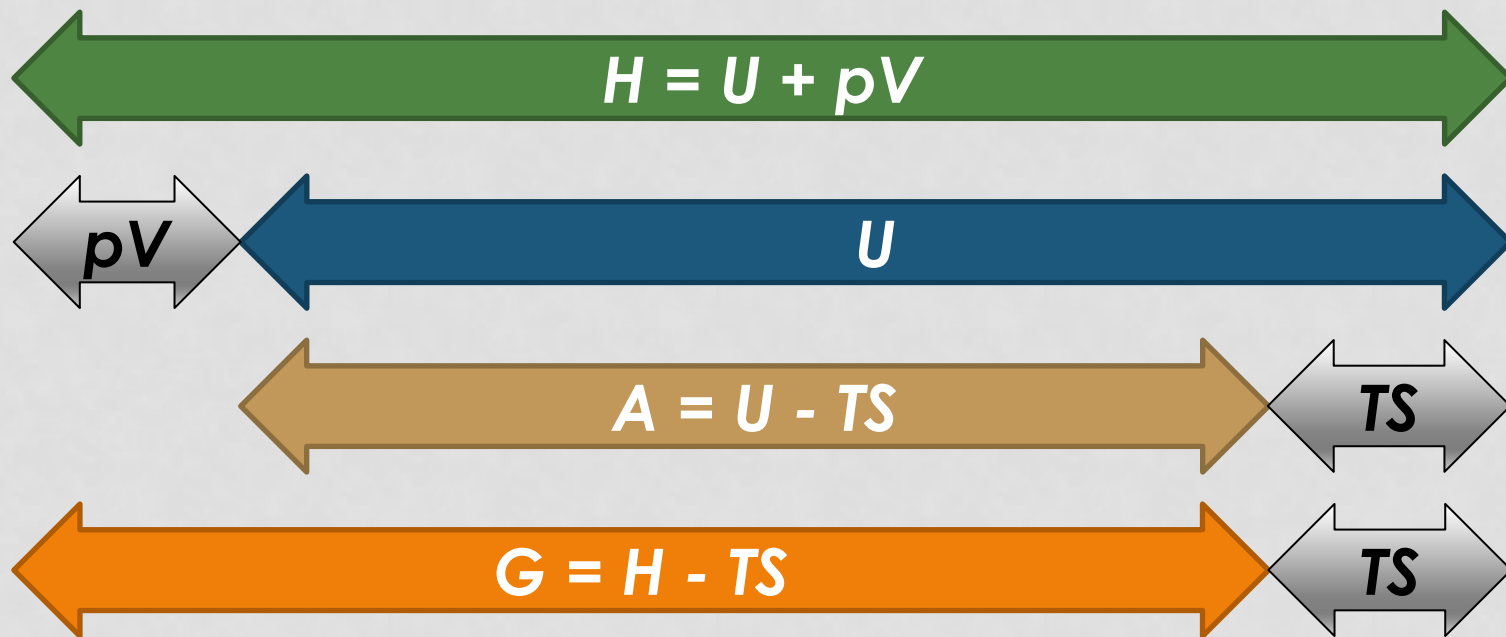 H = U + pV
pV U
A = U - TS TS
G = H - TS TS